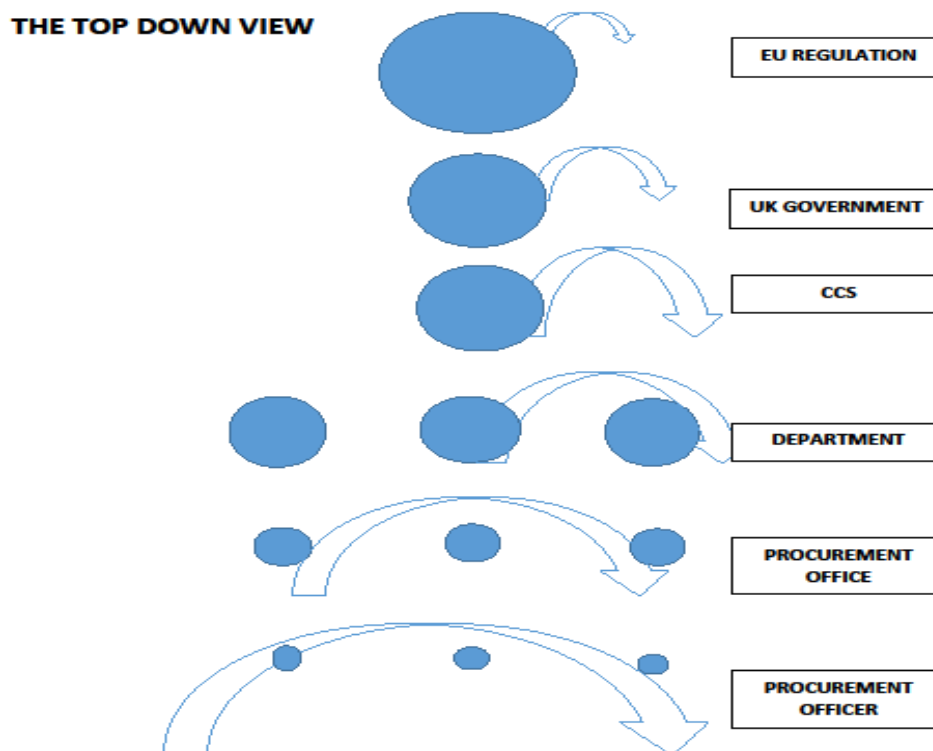 THE TOP DOWN VIEW
EU REGULATION
UK GOVERNMENT
CCS
DEPARTMENT
PROCUREMENT
OFFICE
PROCUREMENT
OFFICER